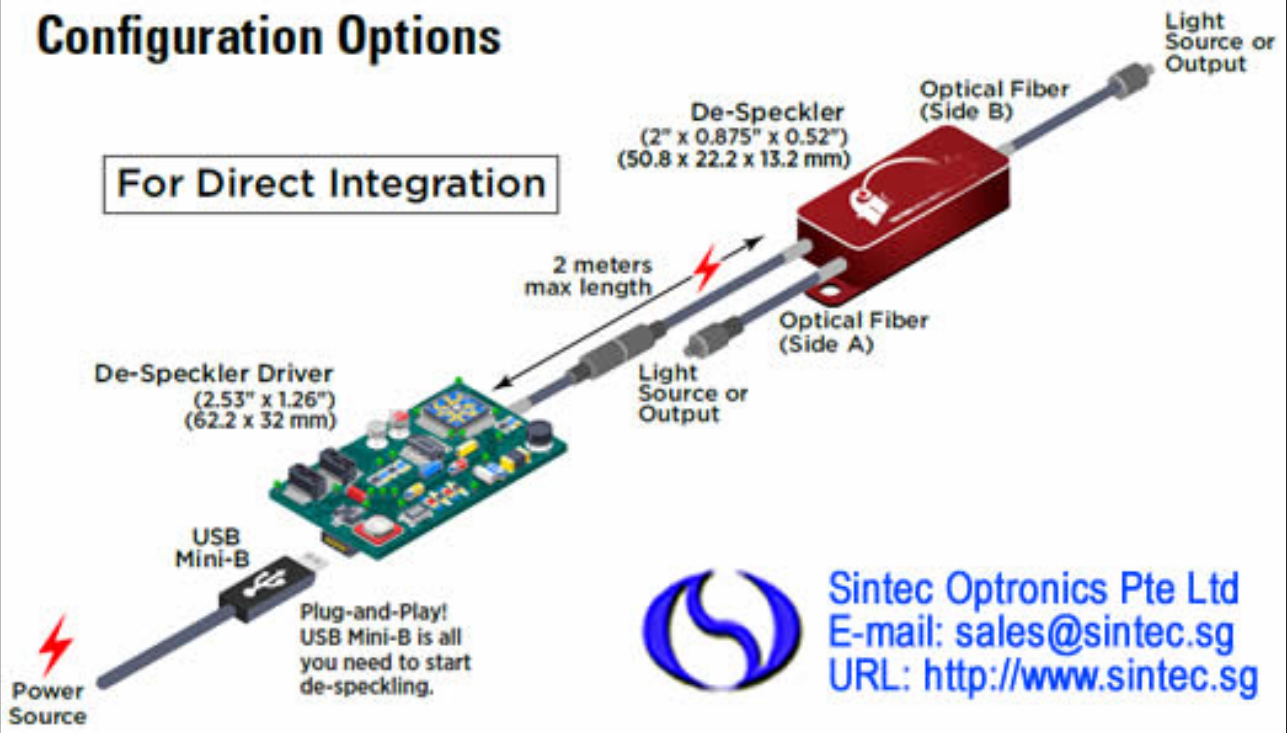 Configuration Options
For Direct Integration
Light
Source or
Output
Optical Fiber
(Side B)
De-Speckler
(2" x 0.875" x 0.52")
(50.8 x 22.2 x 13.2 mm)
2 meters
max length
Optical Fiber
(Side A)
Light
Source or
Output
De-Speckler Driver
(2.53" x 1.26")
(62.2 x 32 mm)
USB
Mini-B
Plug-and-Play!
USB Mini-B is all
you need to start
de-speckling.
Power
Source
Sintec Optronics Pte Ltd
E-mail: sales@sintec.sg
URL: http://www.sintec.sg